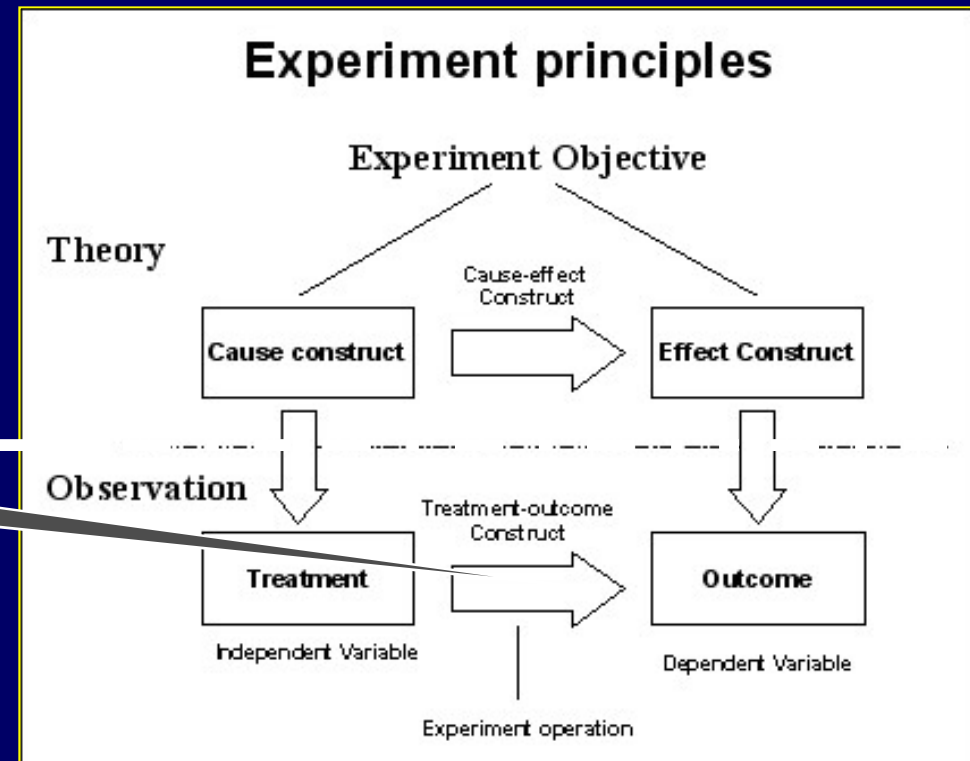 Experiment principles
Experiment Objective
Theory
Cause-effect
Construct
Cause construct
Effect Construct
Observation
Treatment-outcome
Construct
Treatment
Outcome
Independent Variable
Dependent Variable
Experiment operation